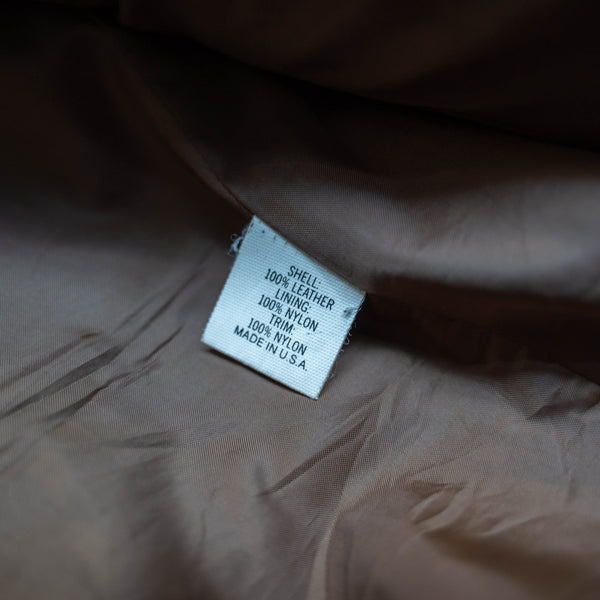 SHELL:
100% LEATHER
LINING:
100% NYLON
TRIM:
100% NYLON
MADE IN U.S.A.